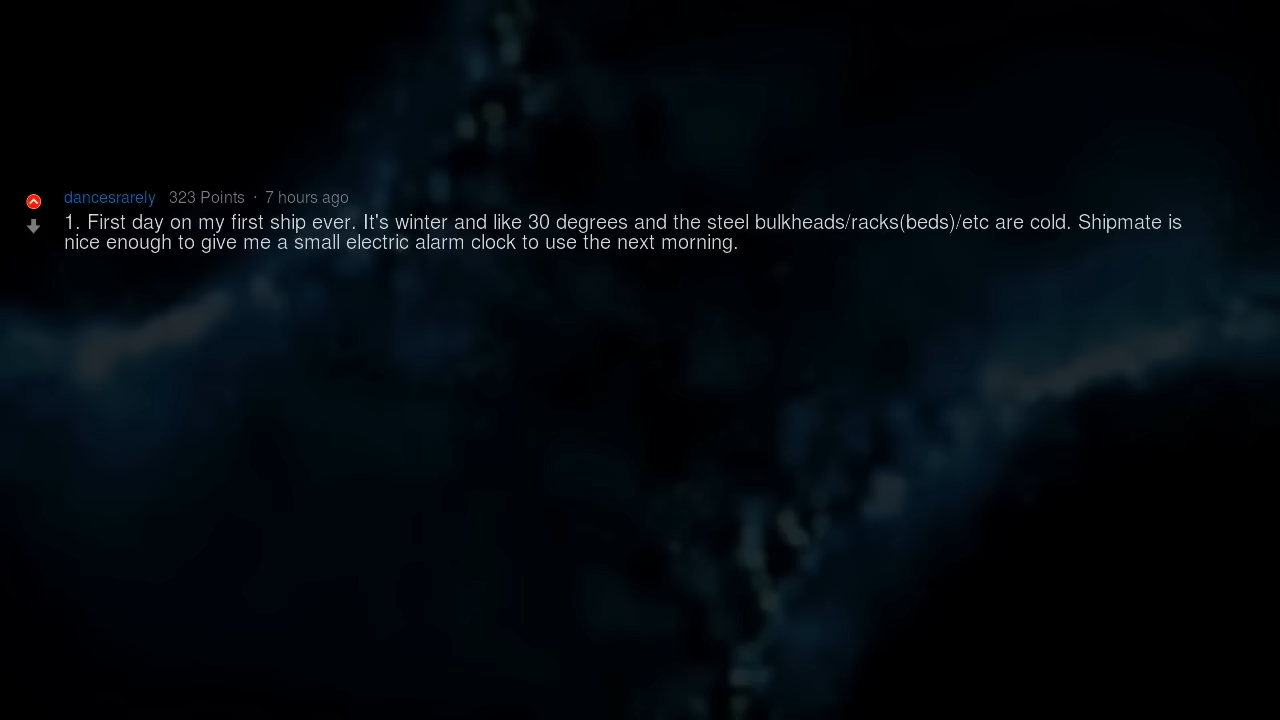 dancesrarely 323 Points · 7 hours ago
1. First day on my first ship ever. It's winter and like 30 degrees and the steel bulkheads/racks(beds)/etc are cold. Shipmate is
nice enough to give me a small electric alarm clock to use the next morning.